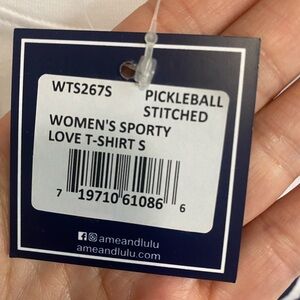 WTS267S PICKLEBALL
STITCHED
WOMEN'S SPORTY
LOVE T-SHIRT S
7 19710 61086 6
ameandlulu
ameandlulu.com